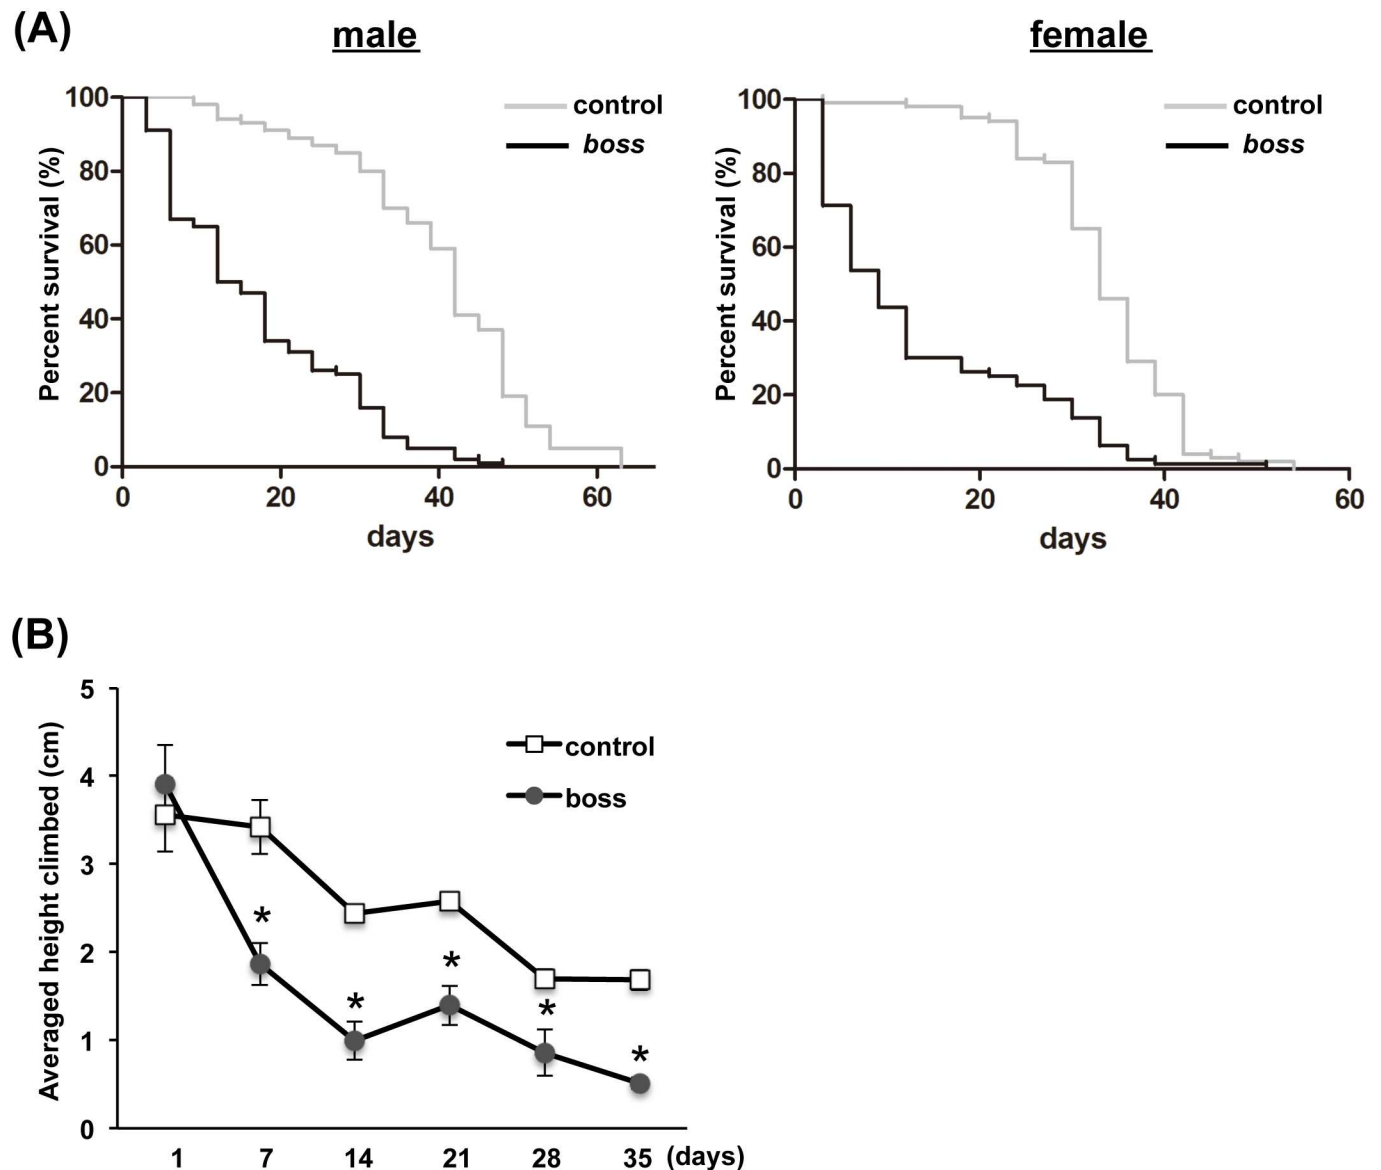 (A)
male
female
100
80
60
40
20
0
Percent survival (%)
control
boss
0 20 40 60
days
100
80
60
40
20
0
Percent survival (%)
control
boss
0 20 40 60
days
(B)
5
4
3
2
1
0
Averaged height climbed (cm)
control
boss
*
*
*
*
*
1 7 14 21 28 35 (days)